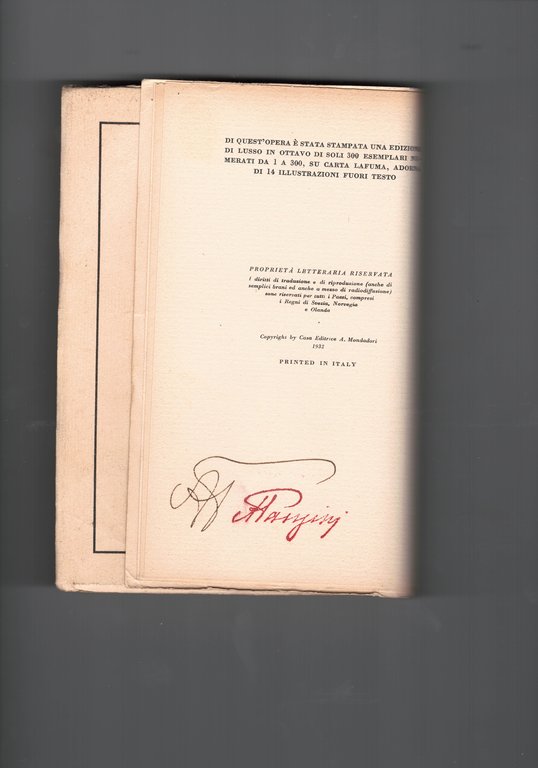 DI QUEST'OPERA È STATA STAMPATA UNA EDIZIONE
DI LUSSO IN OTTAVO DI SOLI 300 ESEMPLARI
MERATI DA 1 A 300, SU CARTA LAFUMA, ADORNI
DI 14 ILLUSTRAZIONI FUORI TESTO
PROPRIETÀ LETTERARIA RISERVATA
I diritti di traduzione e di riproduzione (anche di
semplici brani ed anche a mezzo di radiodiffusione)
sono riservati per tutti i Paesi, compresi
i Regni di Svezia, Norvegia
e Olanda
Copyright by Casa Editrice A. Mondadori
1932
PRINTED IN ITALY